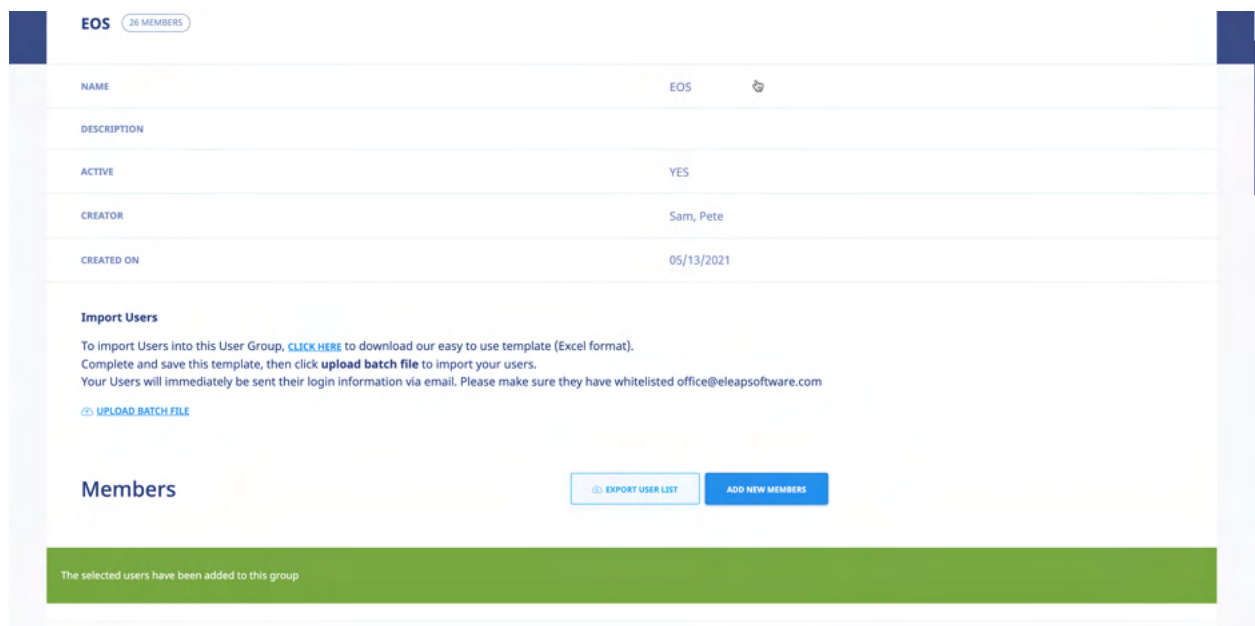 EOS 26 MEMBERS
NAME EOS
DESCRIPTION
ACTIVE YES
CREATOR Sam, Pete
CREATED ON 05/13/2021
Import Users
To import Users into this User Group, CLICK HERE to download our easy to use template (Excel format).
Complete and save this template, then click upload batch file to import your users.
Your Users will immediately be sent their login information via email. Please make sure they have whitelisted office@eleapsoftware.com
UPLOAD BATCH FILE
Members EXPORT USER LIST ADD NEW MEMBERS
The selected users have been added to this group